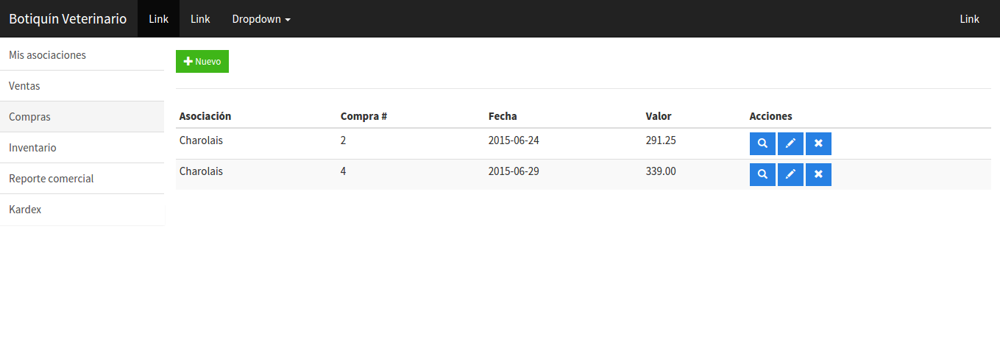 Botiquín Veterinario Link Link Dropdown Link
Mis asociaciones
Ventas
Compras
Inventario
Reporte comercial
Kardex
Nuevo
Asociación Compra # Fecha Valor Acciones
Charolais 2 2015-06-24 291.25
Charolais 4 2015-06-29 339.00